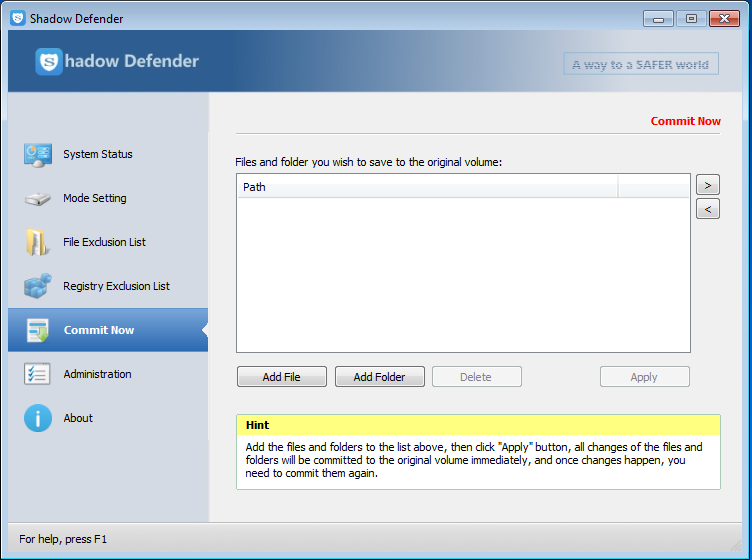 Shadow Defender
Shadow Defender
A way to a SAFER world
System Status
Mode Setting
File Exclusion List
Registry Exclusion List
Commit Now
Administration
About
Commit Now
Files and folder you wish to save to the original volume:
Path
>
<
Add File
Add Folder
Delete
Apply
Hint
Add the files and folders to the list above, then click "Apply" button, all changes of the files and
folders will be committed to the original volume immediately, and once changes happen, you
need to commit them again.
For help, press F1